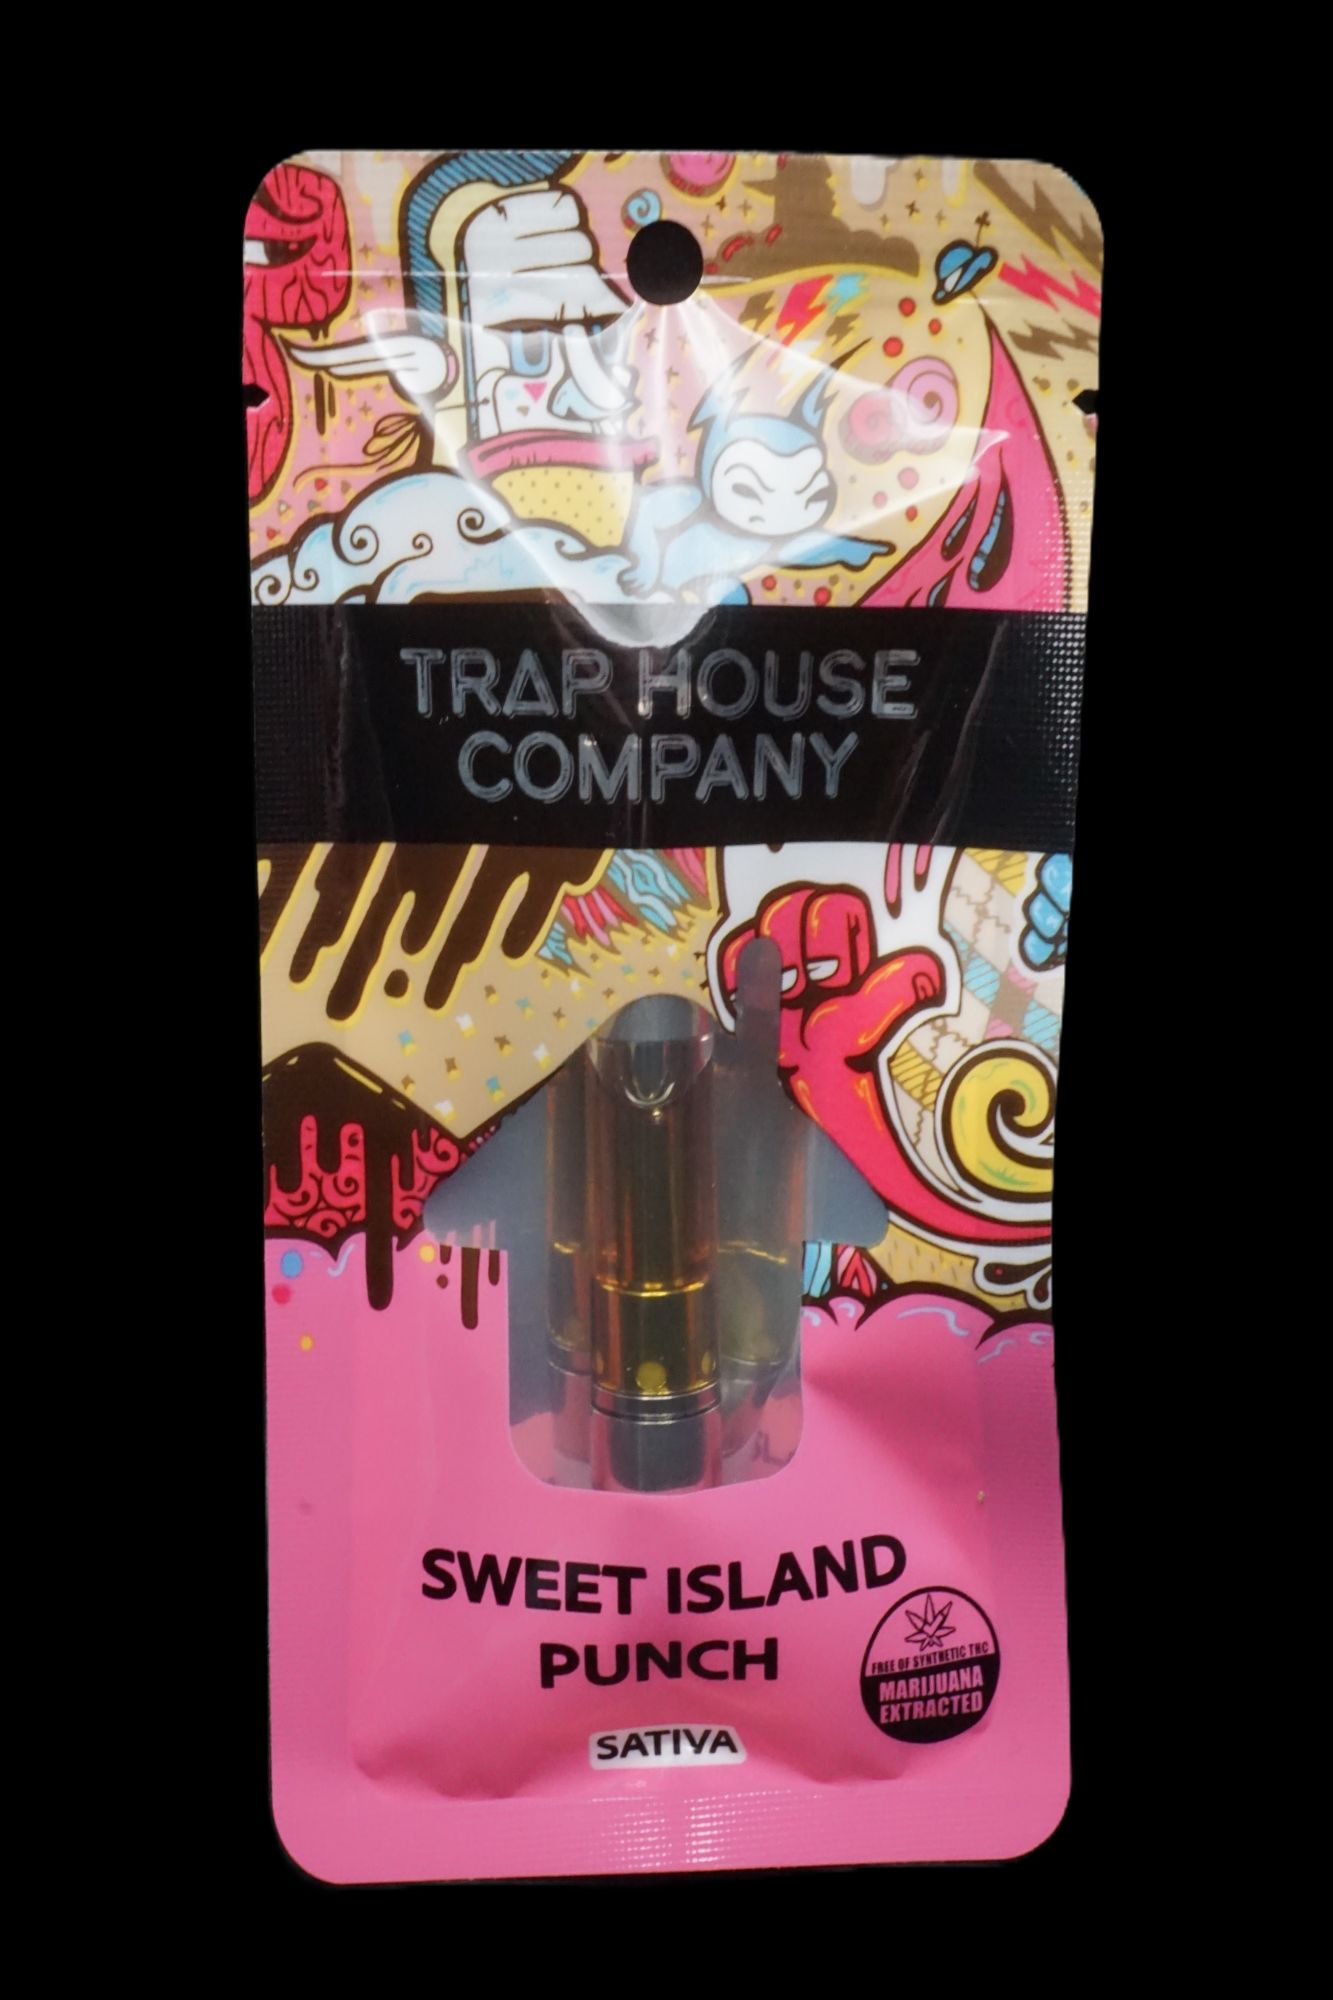 TRAP HOUSE
COMPANY
SWEET ISLAND
PUNCH
SATIVA
FREE OF SYNTHETIC THC
MARIJUANA
EXTRACTED